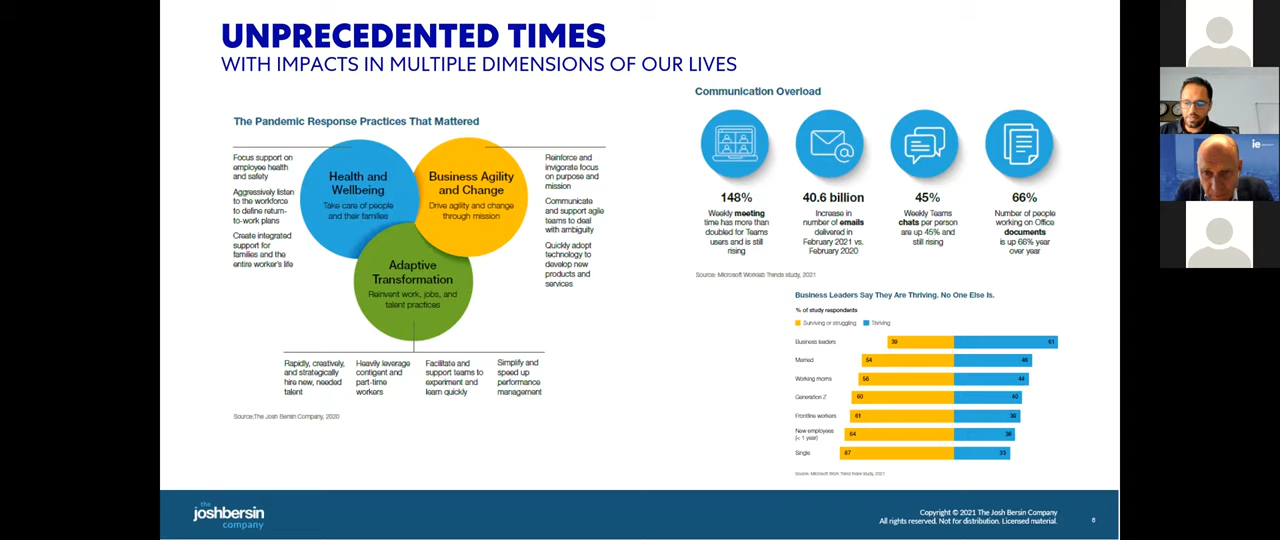 UNPRECEDENTED TIMES
WITH IMPACTS IN MULTIPLE DIMENSIONS OF OUR LIVES
The Pandemic Response Practices That Mattered
Focus support on
employee health
and safety
Aggressively listen
to the workforce
to define return-
to-work plans
Create integrated
support for
families and the
entire worker's life
Health and
Wellbeing
Take care of people
and their families
Business Agility
and Change
Drive agility and change
through mission
Adaptive
Transformation
Reinvent work, jobs, and
talent practices
Reinforce and
invigorate focus
on purpose and
mission
Communicate
and support agile
teams to deal
with ambiguity
Quickly adopt
technology to
develop new
products and
services
Rapidly, creatively,
and strategically
hire new, needed
talent
Heavily leverage
contigent and
part-time
workers
Facilitate and
support teams to
experiment and
learn quickly
Simplify and
speed up
performance
management
Source:The Josh Bersin Company, 2020
Communication Overload
148%
Weekly meeting
time has more than
doubled for Teams
users and is still
rising
40.6 billion
Increase in
number of emails
delivered in
February 2021 vs.
February 2020
45%
Weekly Teams
chats per person
are up 45% and
still rising
66%
Number of people
working on Office
documents
is up 66% year
over year
Source: Microsoft Worklab Trends study, 2021
Business Leaders Say They Are Thriving. No One Else Is.
% of study respondents
Surviving or struggling Thriving
Business leaders 39 61
Married 54 46
Working moms 56 44
Generation Z 60 40
Frontline workers 61 39
New employees
(< 1 year) 64 36
Single 67 33
Source: Microsoft Work Trend Index study, 2021
the
joshbersin
company
Copyright © 2021 The Josh Bersin Company
All rights reserved. Not for distribution. Licensed material.
ie